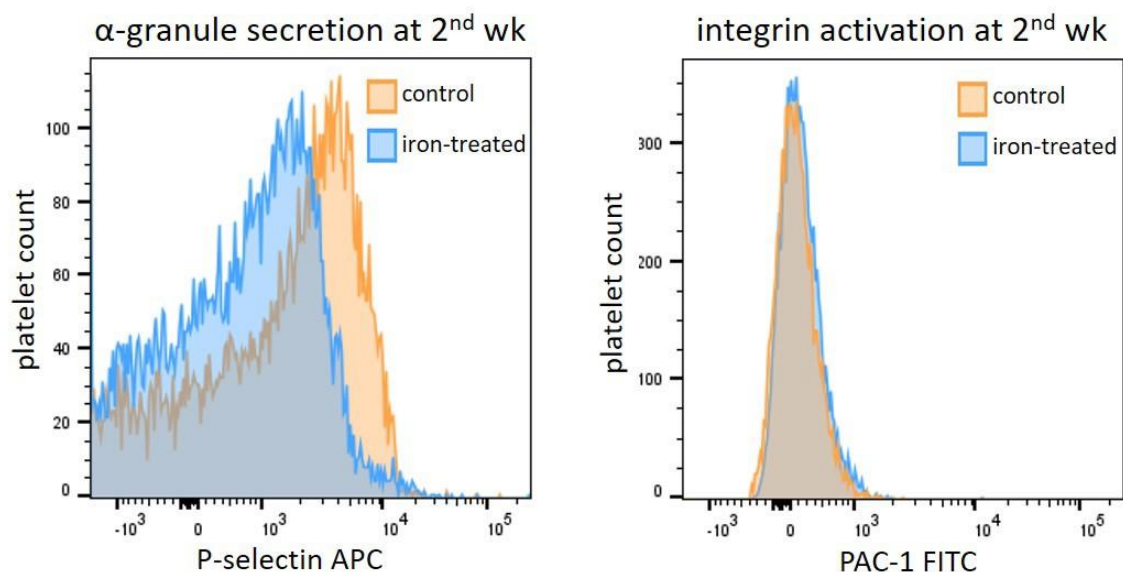 α-granule secretion at 2ⁿᵈ wk
control
iron-treated
platelet count
100
80
60
40
20
0
-10³ 0 10³ 10⁴ 10⁵
P-selectin APC
integrin activation at 2ⁿᵈ wk
control
iron-treated
platelet count
300
200
100
0
-10³ 0 10³ 10⁴ 10⁵
PAC-1 FITC